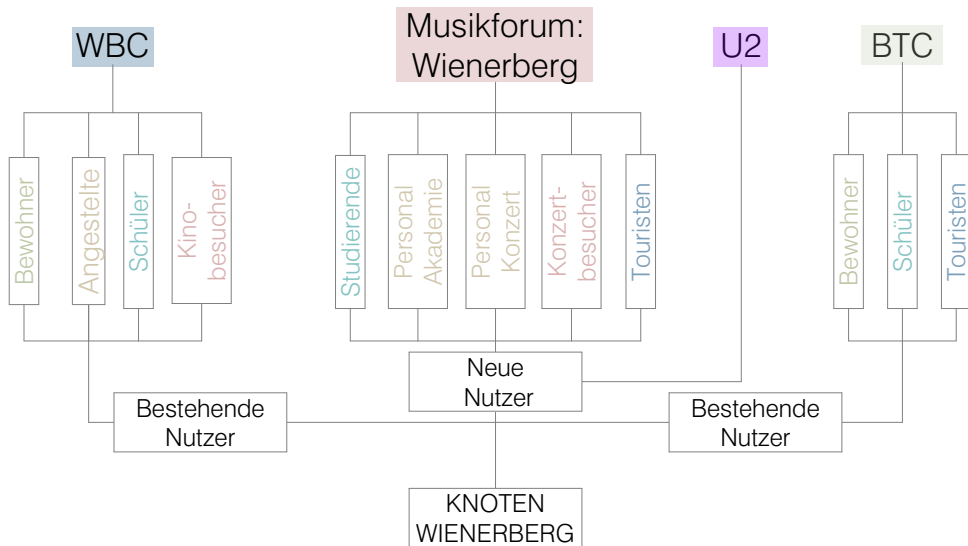 WBC
Musikforum:
Wienerberg
U2
BTC
Bewohner
Angestelte
Schüler
Kino-
besucher
Studierende
Personal
Akademie
Personal
Konzert
Konzert-
besucher
Touristen
Bewohner
Schüler
Touristen
Neue
Nutzer
Bestehende
Nutzer
Bestehende
Nutzer
KNOTEN
WIENERBERG